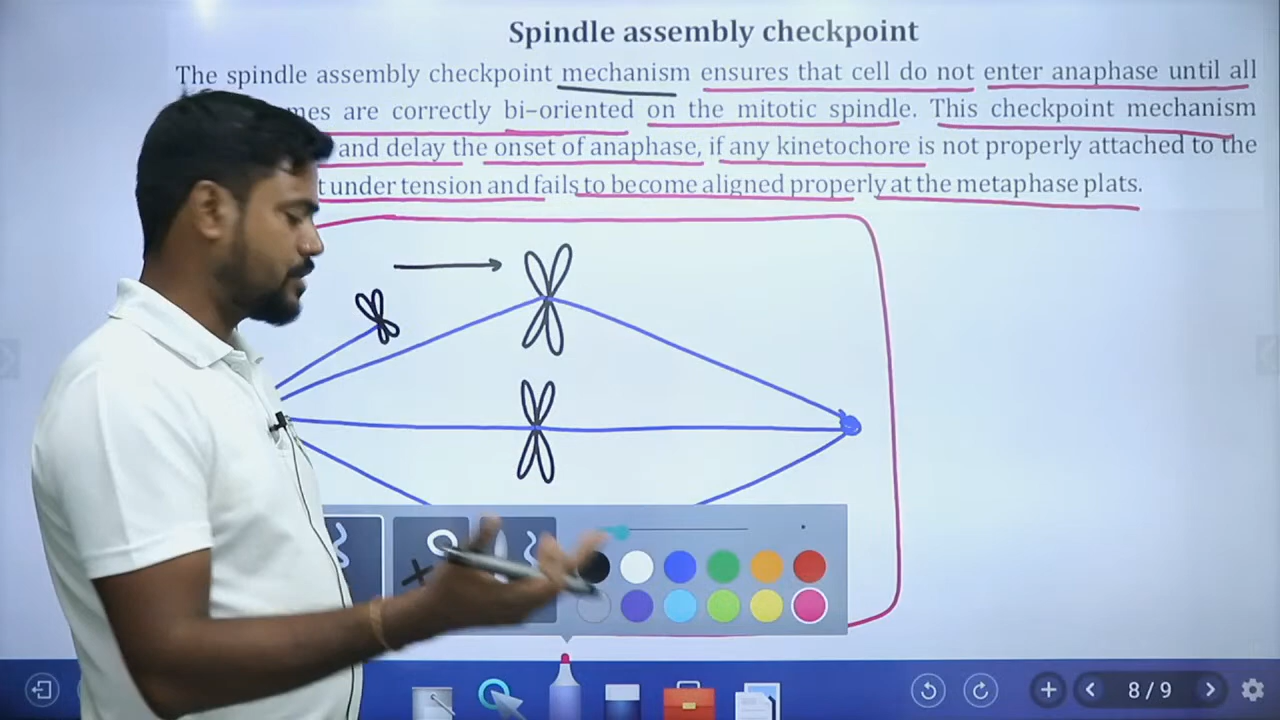 Spindle assembly checkpoint
The spindle assembly checkpoint mechanism ensures that cell do not enter anaphase until all
mes are correctly bi-oriented on the mitotic spindle. This checkpoint mechanism
and delay the onset of anaphase, if any kinetochore is not properly attached to the
t under tension and fails to become aligned properly at the metaphase plats.
8 / 9